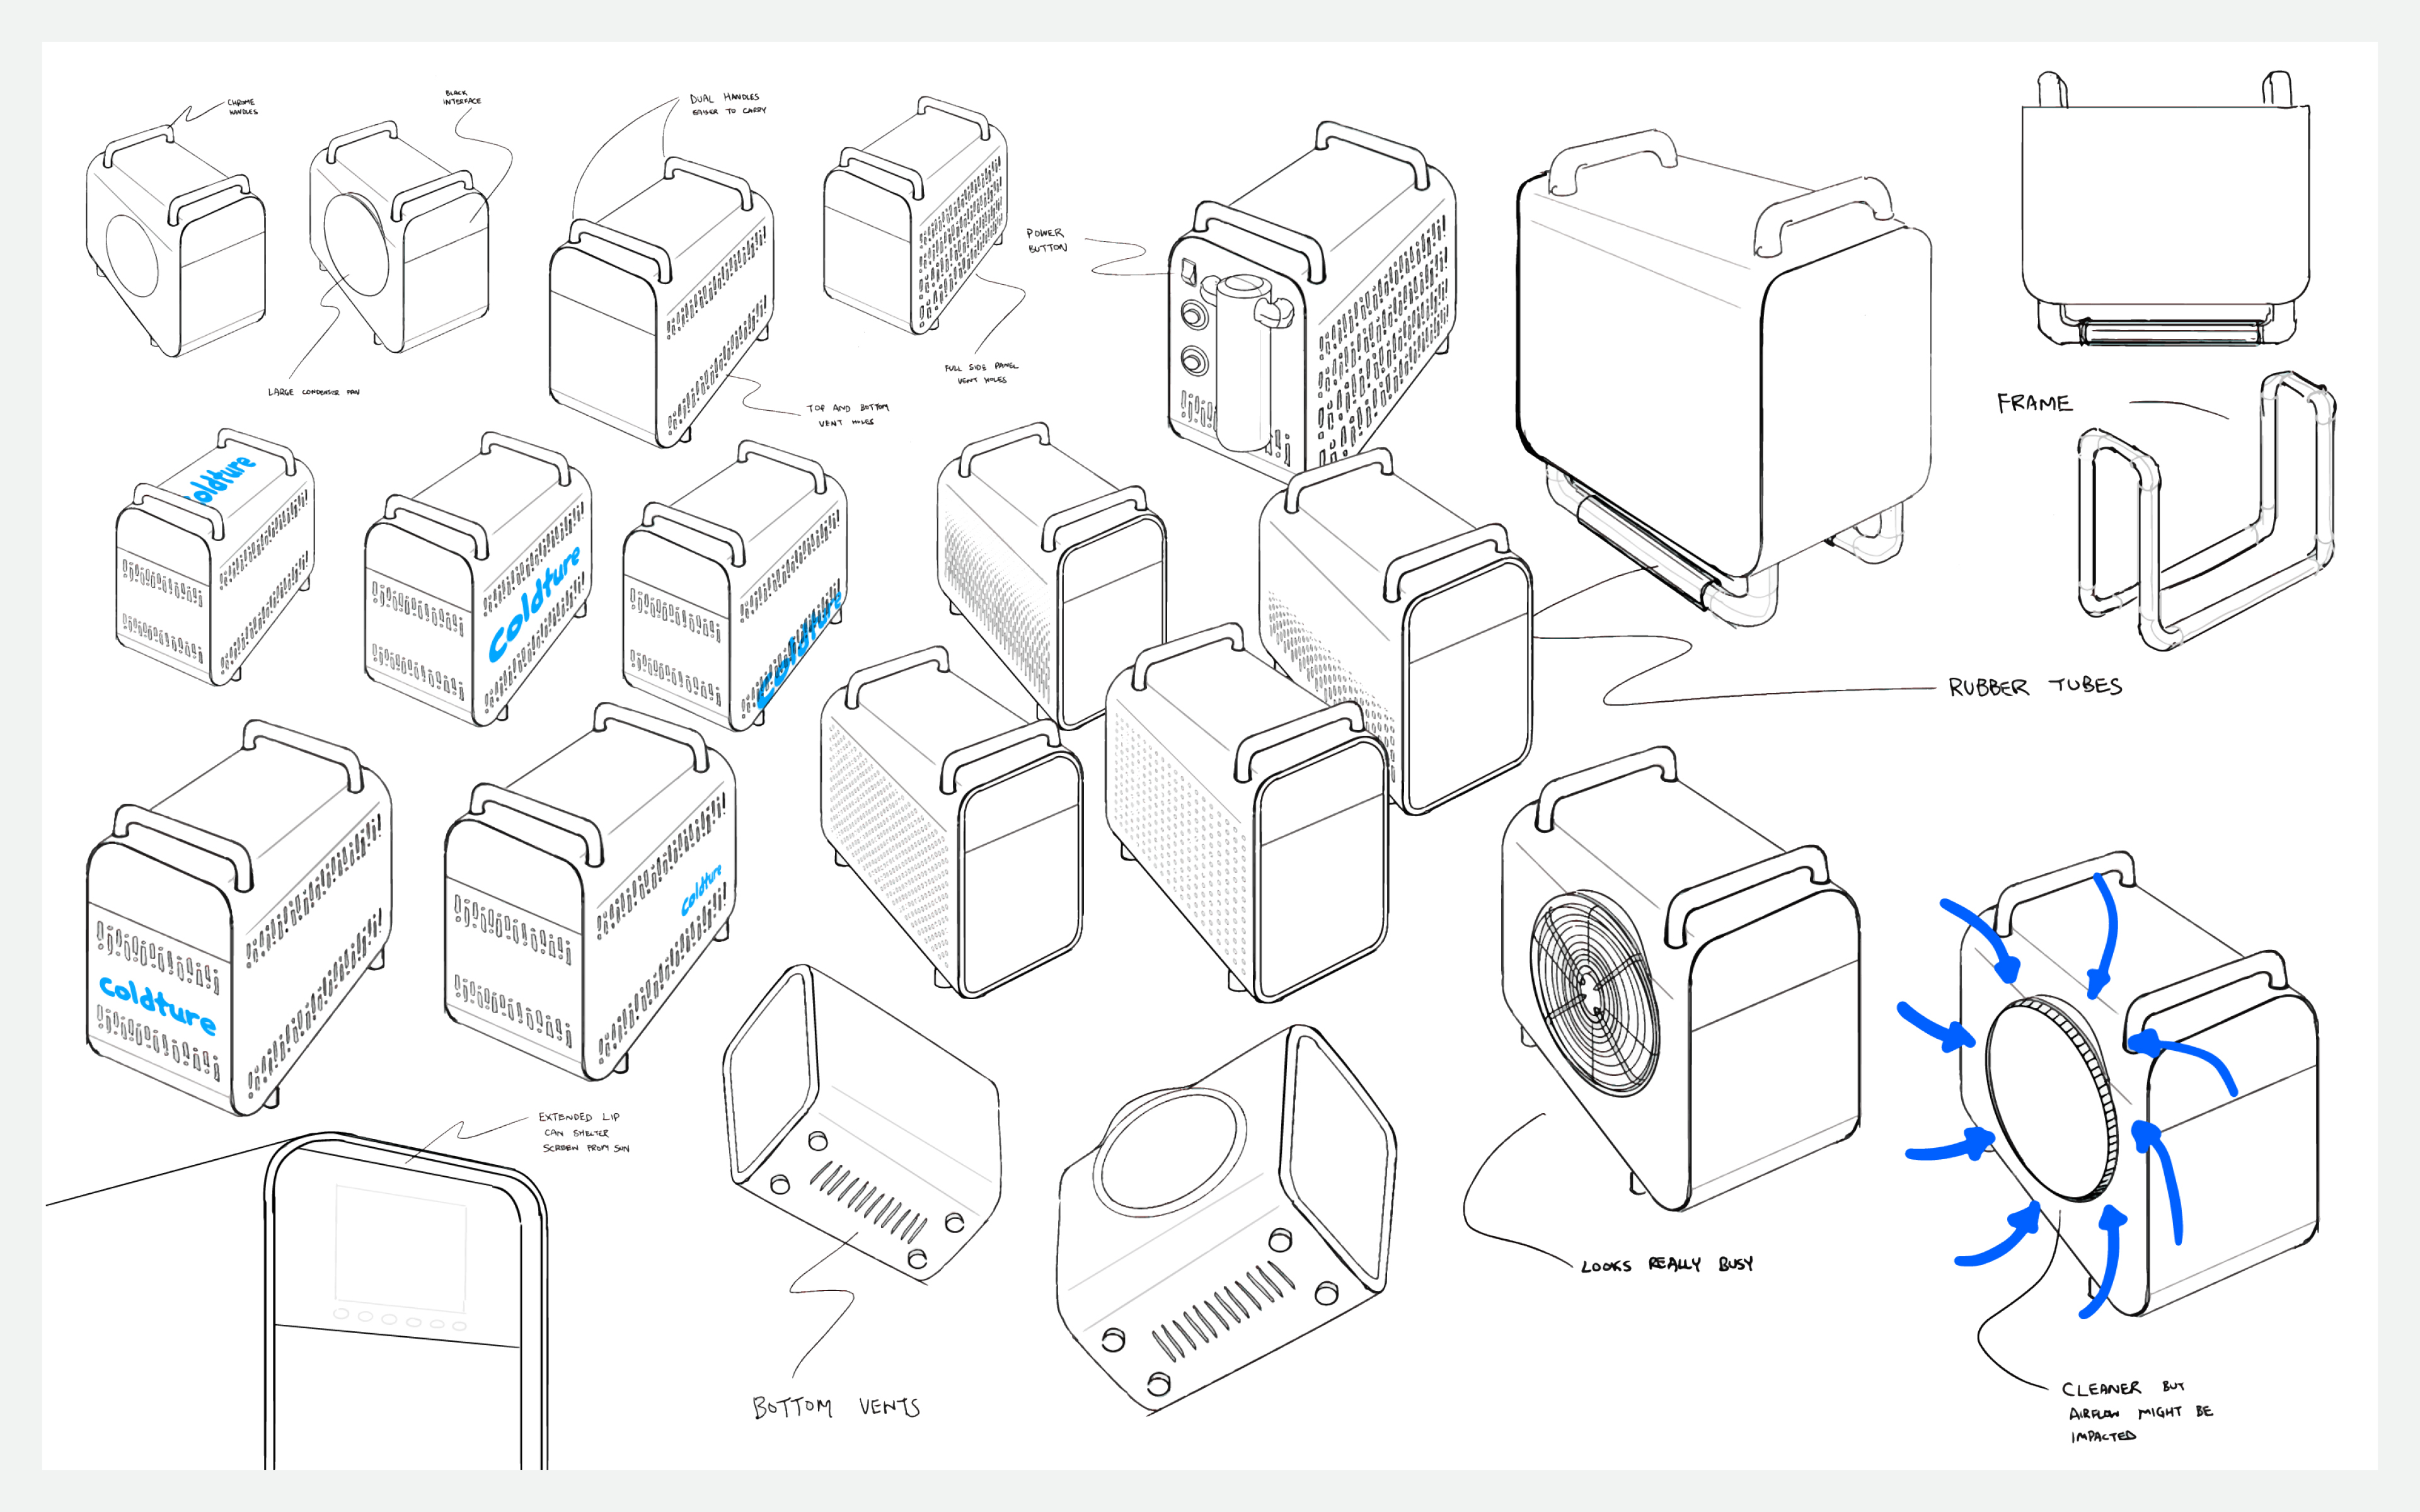 CHROME
HANDLES
BLACK
INTERFACE
DUAL HANDLES
EAISER TO CARRY
POWER
BUTTON
LARGE CONDENSER FAN
FULL SIDE PANEL
VENT HOLES
TOP AND BOTTOM
VENT HOLES
FRAME
oldture
Coldture
Coldture
RUBBER TUBES
coldture
coldture
EXTENDED LIP
CAN SHELTER
SCREEN FROM SUN
LOOKS REALLY BUSY
BOTTOM VENTS
CLEANER BUT
AIRFLOW MIGHT BE
IMPACTED